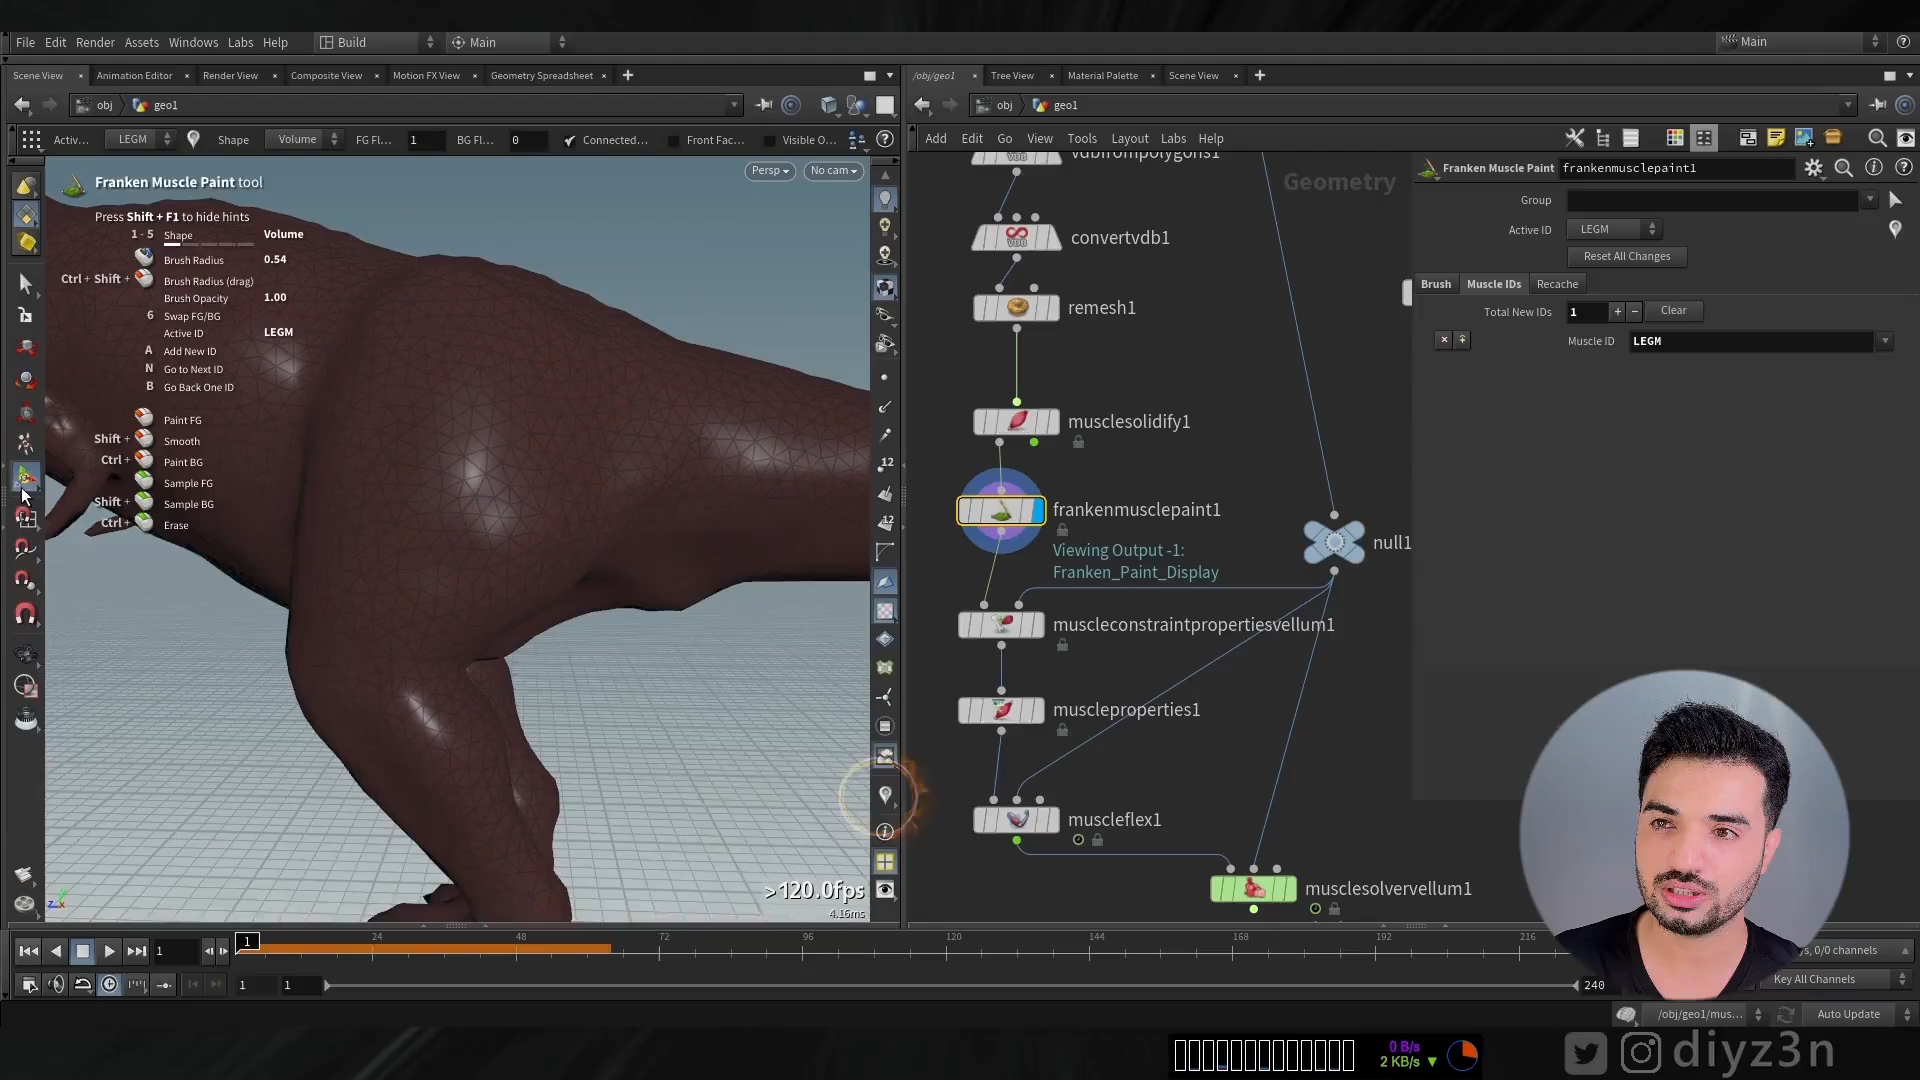 File Edit Render Assets Windows Labs Help Build Main Main
Scene View Animation Editor Render View Composite View Motion FX View Geometry Spreadsheet
obj geo1
Activ... LEGM Shape Volume FG Fl... 1 BG Fl... 0 Connected... Front Fac... Visible O...
Franken Muscle Paint tool
Persp No cam
Press Shift + F1 to hide hints
1 - 5 Shape Volume
Brush Radius 0.54
Ctrl + Shift + Brush Radius (drag)
Brush Opacity 1.00
6 Swap FG/BG
Active ID LEGM
A Add New ID
N Go to Next ID
B Go Back One ID
Paint FG
Shift + Smooth
Ctrl + Paint BG
Sample FG
Shift + Sample BG
Ctrl + Erase
12
12
>120.0fps
4.16ms
z x
/obj/geo1 Tree View Material Palette Scene View
obj geo1
Add Edit Go View Tools Layout Labs Help
Geometry
vdbfrompolygons1
convertvdb1
remesh1
musclesolidify1
frankenmusclepaint1
Viewing Output -1:
Franken_Paint_Display
null1
muscleconstraintpropertiesvellum1
muscleproperties1
muscleflex1
musclesolvervellum1
VDB
VDB
Franken Muscle Paint frankenmusclepaint1
Group
Active ID LEGM
Reset All Changes
Brush Muscle IDs Recache
Total New IDs 1 + − Clear
Muscle ID LEGM
1 1 24 48 72 96 120 144 168 192 216
1 1 240
0/0 channels
Key All Channels
/obj/geo1/mus... Auto Update
0 B/s
2 KB/s
diyz3n